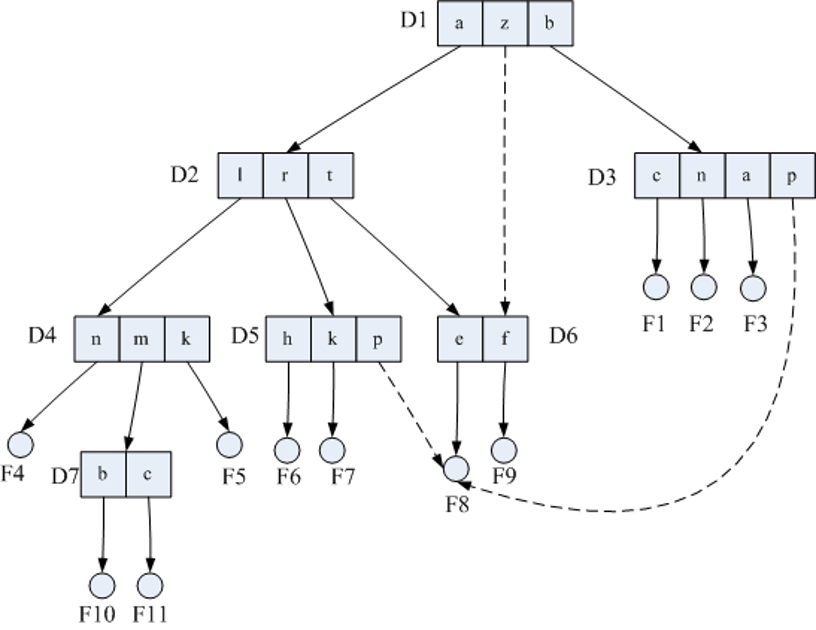 D1 a z b
D2 l r t
D3 c n a p
F1 F2 F3
D4 n m k
D5 h k p
e f D6
F4
F5
F6 F7
F8
F9
D7 b c
F10 F11